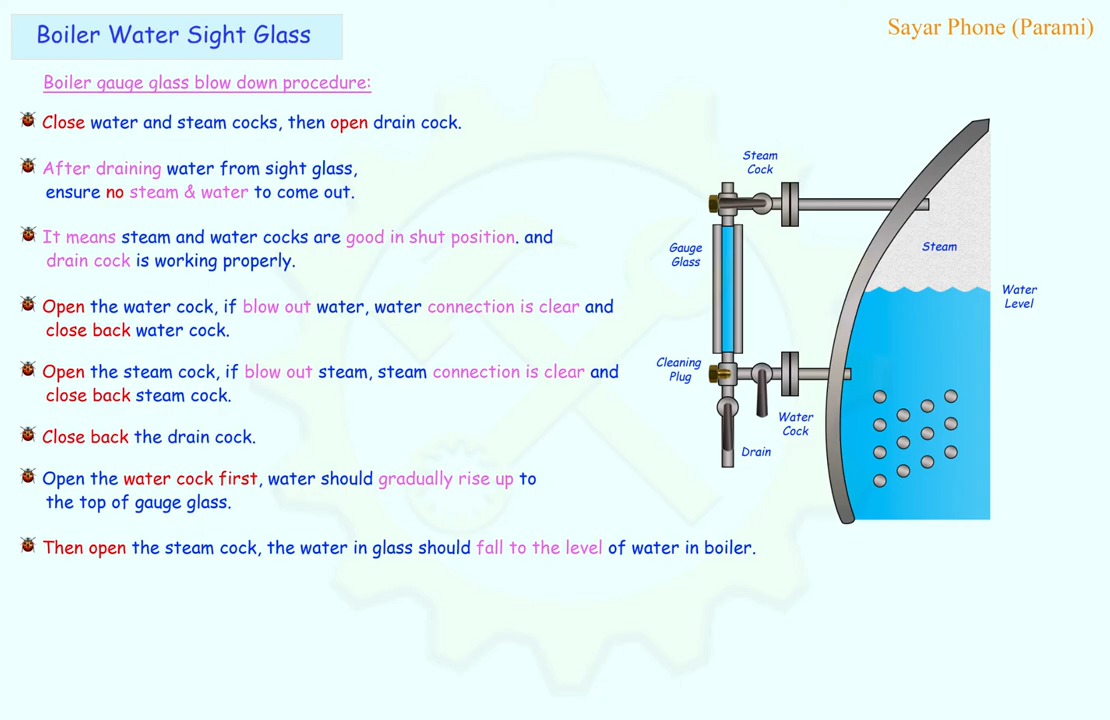 Boiler Water Sight Glass
Sayar Phone (Parami)
Boiler gauge glass blow down procedure:
Close water and steam cocks, then open drain cock.
After draining water from sight glass,
ensure no steam & water to come out.
It means steam and water cocks are good in shut position. and
drain cock is working properly.
Open the water cock, if blow out water, water connection is clear and
close back water cock.
Open the steam cock, if blow out steam, steam connection is clear and
close back steam cock.
Close back the drain cock.
Open the water cock first, water should gradually rise up to
the top of gauge glass.
Then open the steam cock, the water in glass should fall to the level of water in boiler.
Steam
Cock
Gauge
Glass
Steam
Water
Level
Cleaning
Plug
Water
Cock
Drain